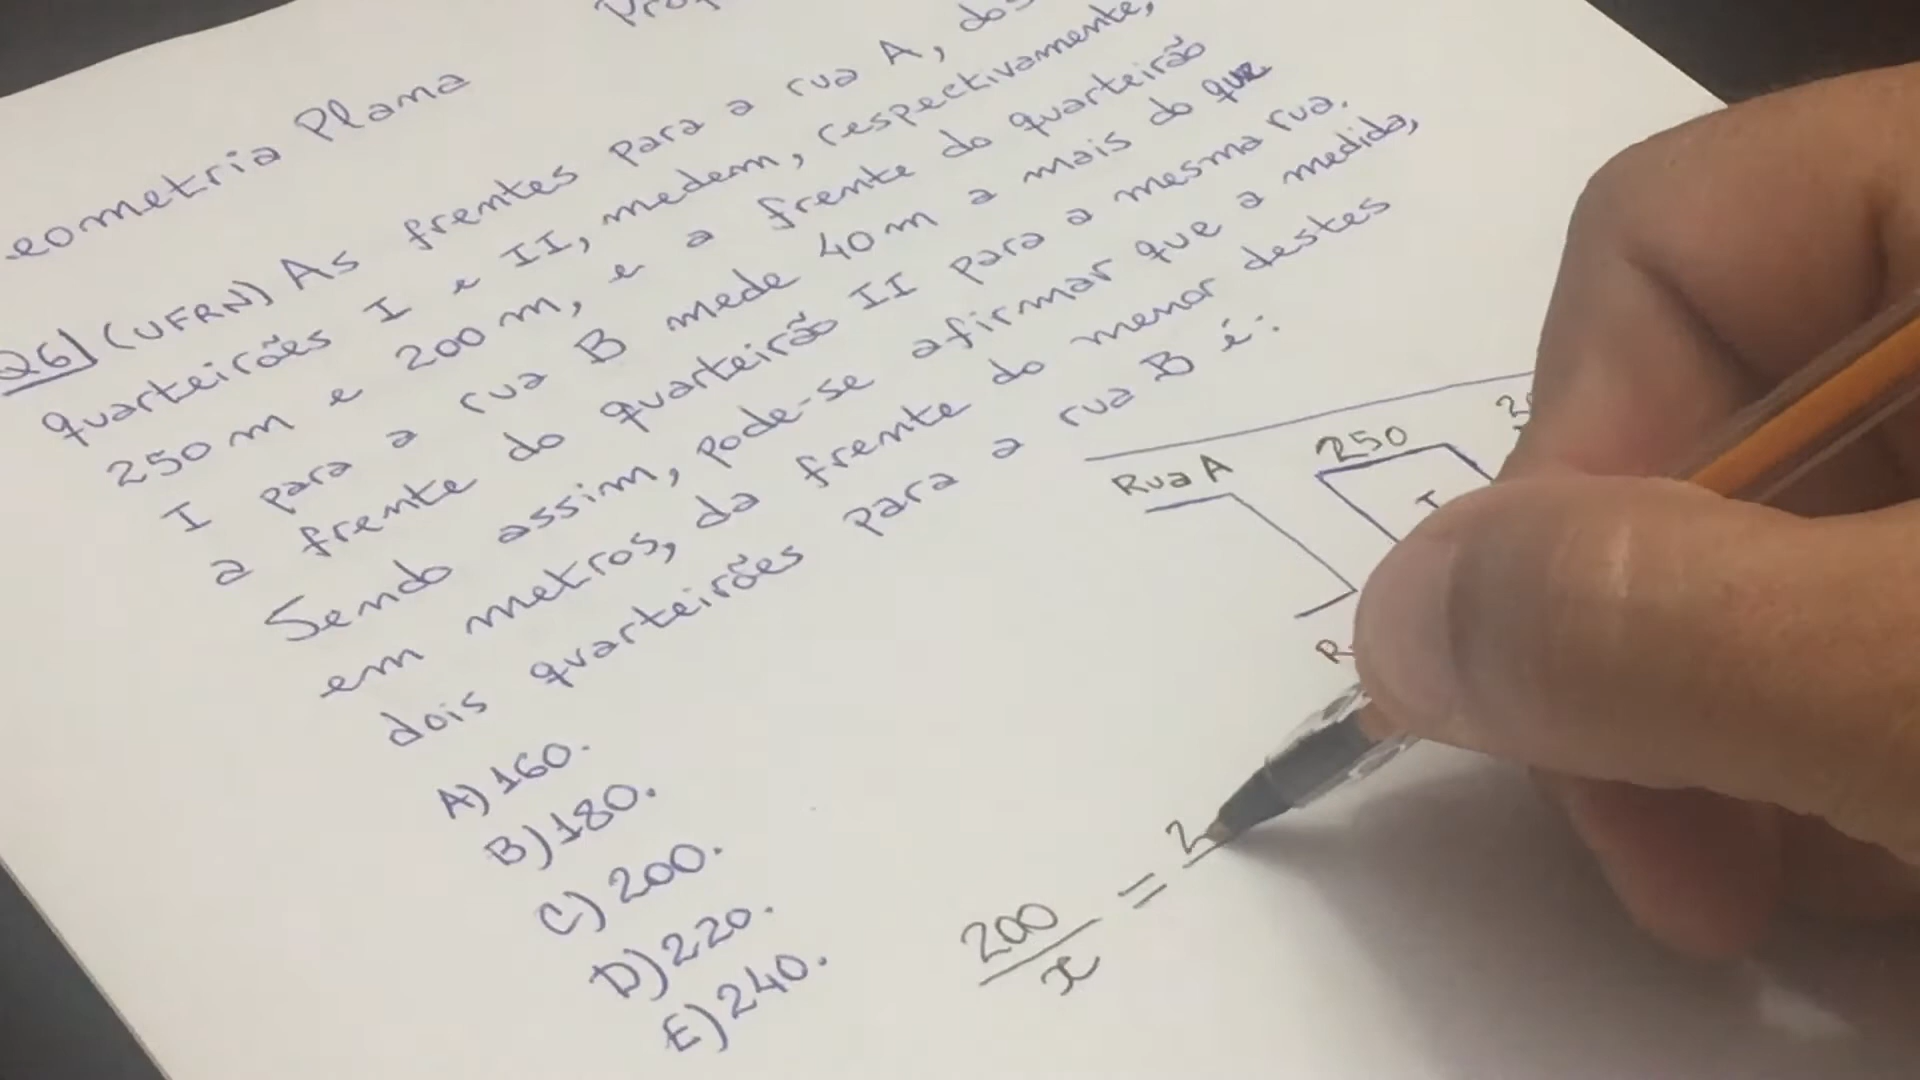 eometria Plana
Q6) (UFRN) As frentes para a rua A, dos
quarteirões I e II, medem, respectivamente,
250 m e 200 m, e a frente do quarteirão
I para a rua B mede 40 m a mais do que
a frente do quarteirão II para a mesma rua.
Sendo assim, pode-se afirmar que a medida,
em metros, da frente do menor destes
dois quarteirões para a rua B é:
A) 160.
B) 180.
C) 200.
D) 220.
E) 240.
Rua A
250
I
200/x = 2